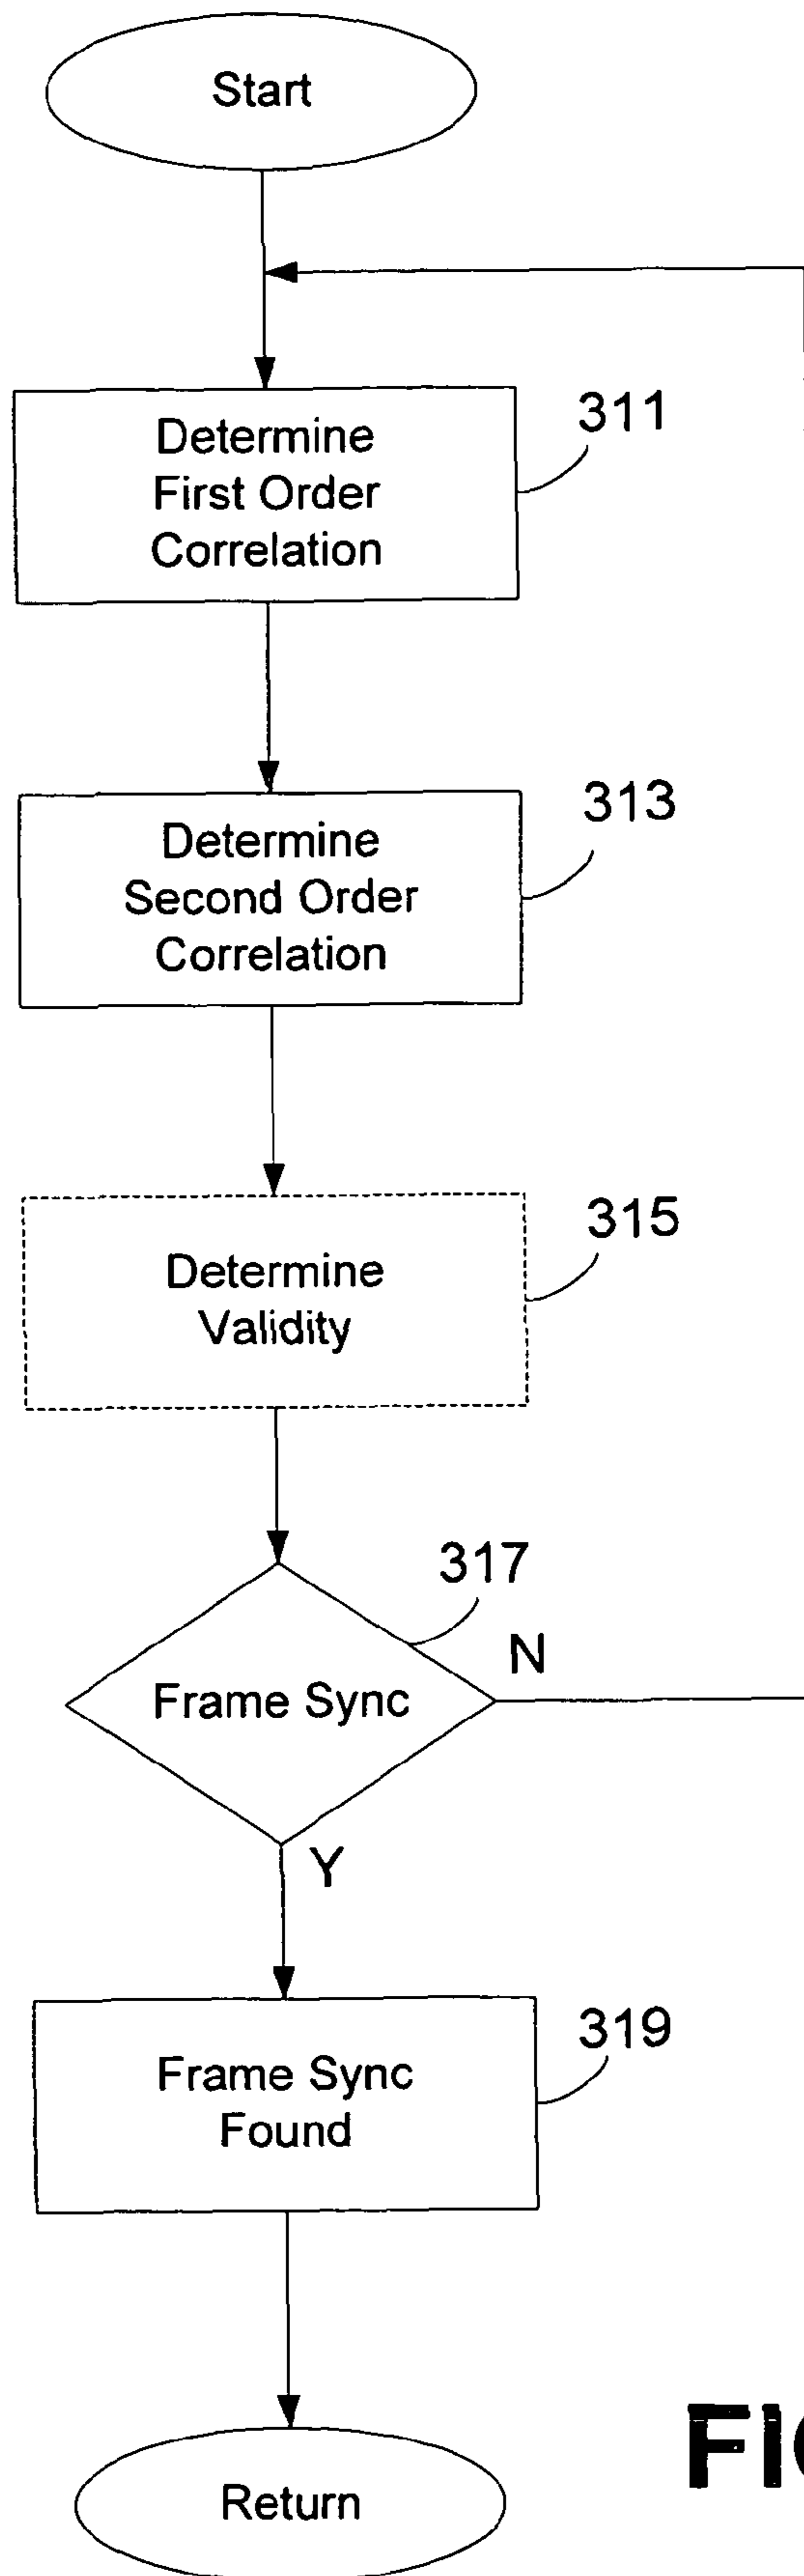 Start
311
Determine
First Order
Correlation
313
Determine
Second Order
Correlation
315
Determine
Validity
317
N
Frame Sync
Y
319
Frame Sync
Found
Return